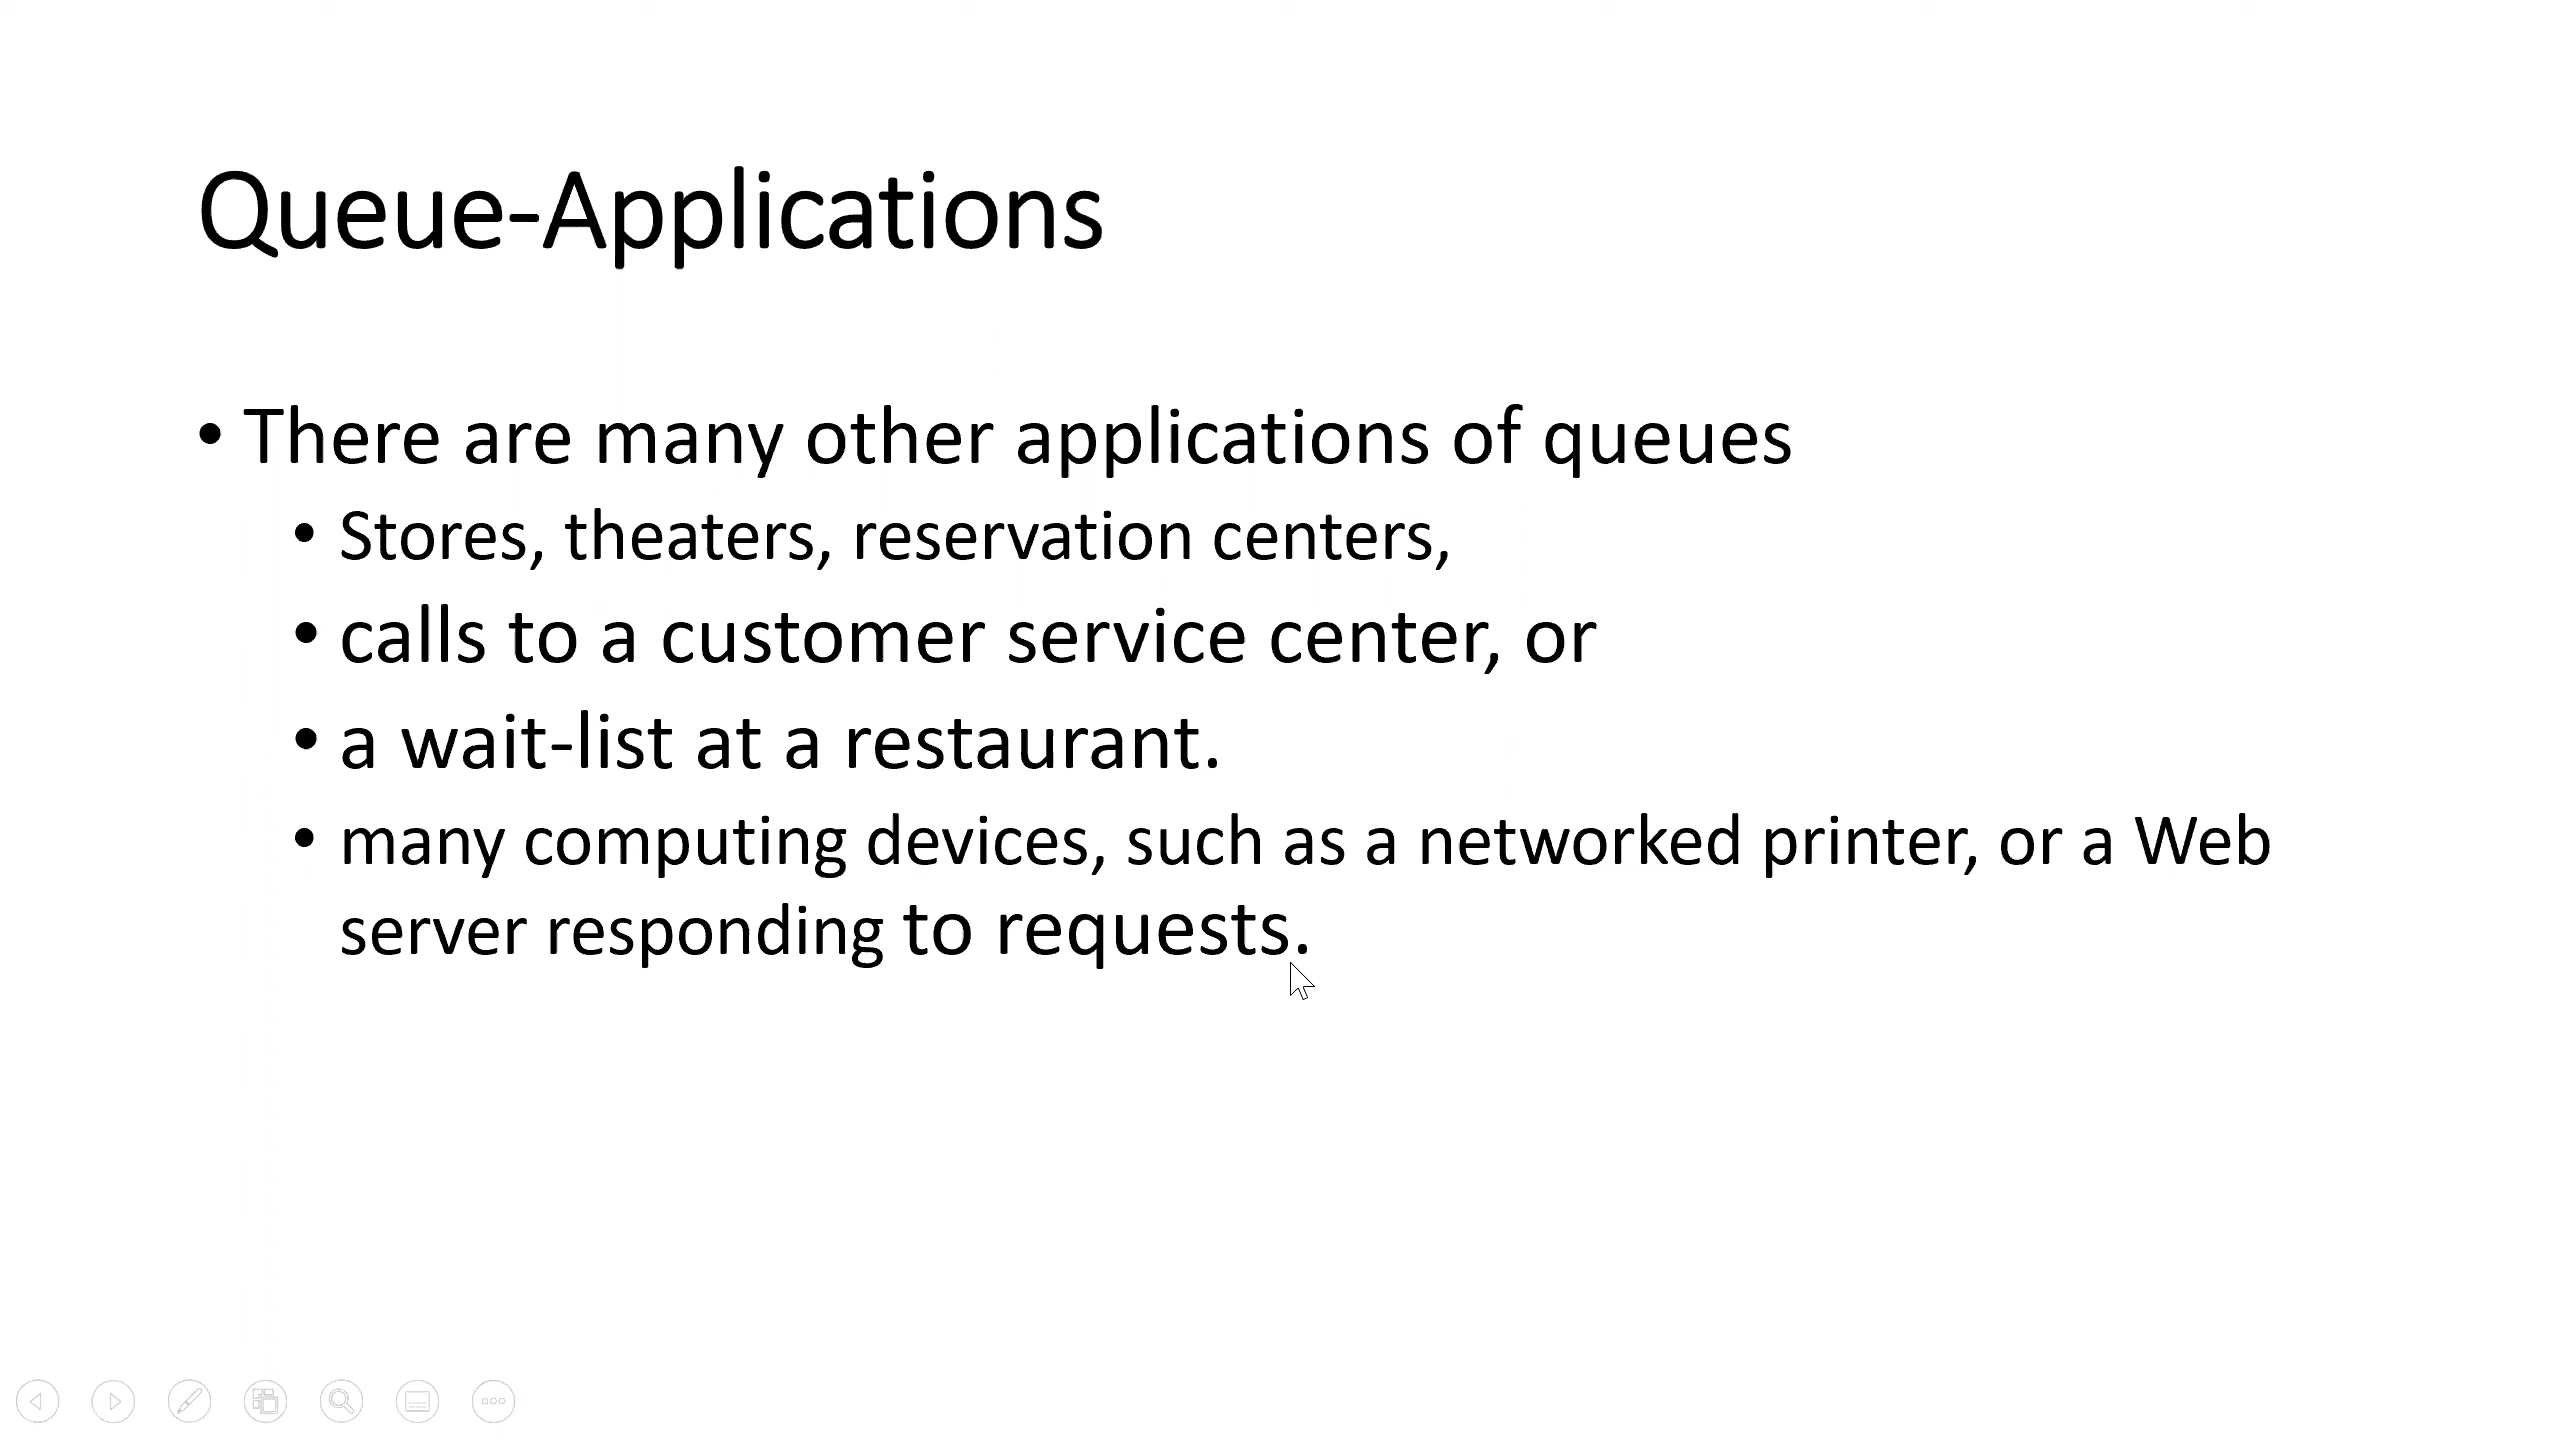 Queue-Applications
• There are many other applications of queues
• Stores, theaters, reservation centers,
• calls to a customer service center, or
• a wait-list at a restaurant.
• many computing devices, such as a networked printer, or a Web
server responding to requests.